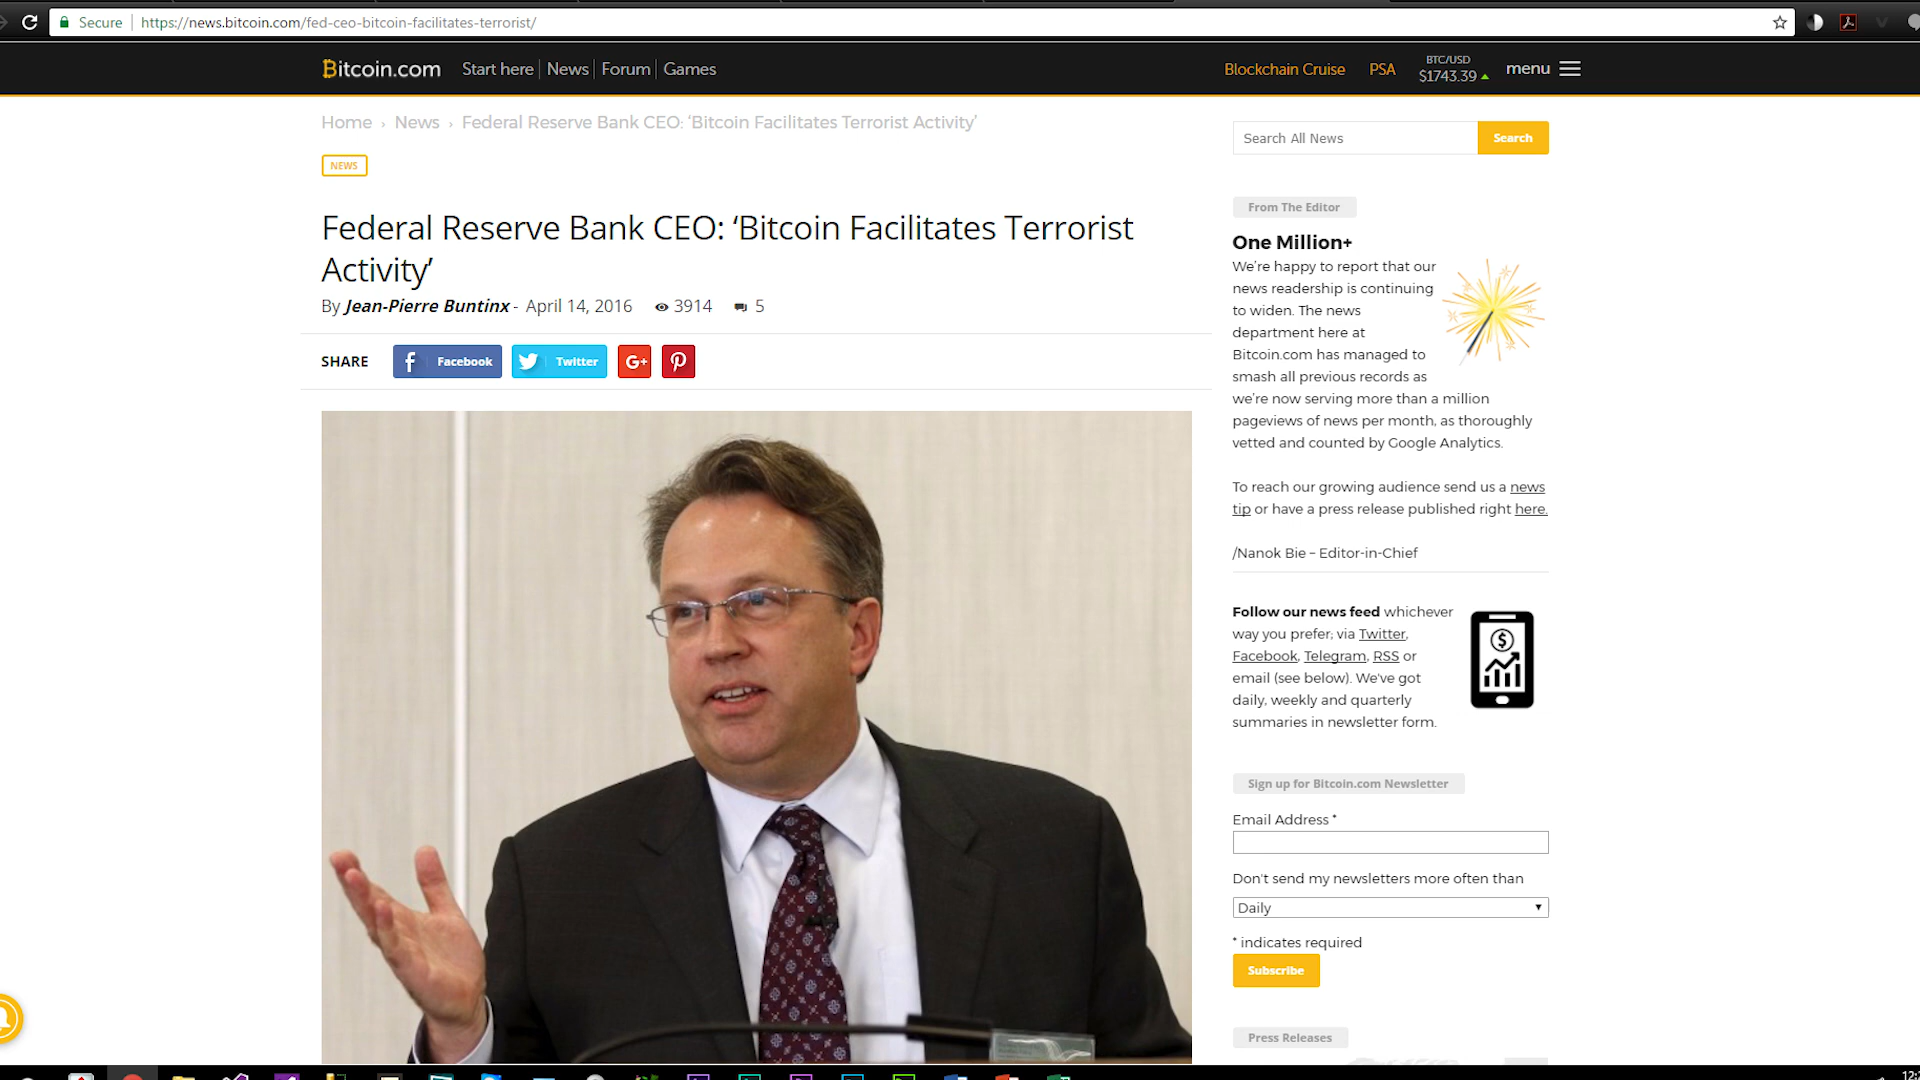 Secure https://news.bitcoin.com/fed-ceo-bitcoin-facilitates-terrorist/
Bitcoin.com Start here News Forum Games Blockchain Cruise PSA BTC/USD $1743.39 menu
Home › News › Federal Reserve Bank CEO: ‘Bitcoin Facilitates Terrorist Activity’
NEWS
Federal Reserve Bank CEO: ‘Bitcoin Facilitates Terrorist
Activity’
By Jean-Pierre Buntinx - April 14, 2016 3914 5
SHARE Facebook Twitter G+
Search All News Search
From The Editor
One Million+
We’re happy to report that our
news readership is continuing
to widen. The news
department here at
Bitcoin.com has managed to
smash all previous records as
we’re now serving more than a million
pageviews of news per month, as thoroughly
vetted and counted by Google Analytics.
To reach our growing audience send us a news
tip or have a press release published right here.
/Nanok Bie – Editor-in-Chief
Follow our news feed whichever
way you prefer; via Twitter,
Facebook, Telegram, RSS or
email (see below). We've got
daily, weekly and quarterly
summaries in newsletter form.
Sign up for Bitcoin.com Newsletter
Email Address *
Don't send my newsletters more often than
Daily
* indicates required
Subscribe
Press Releases